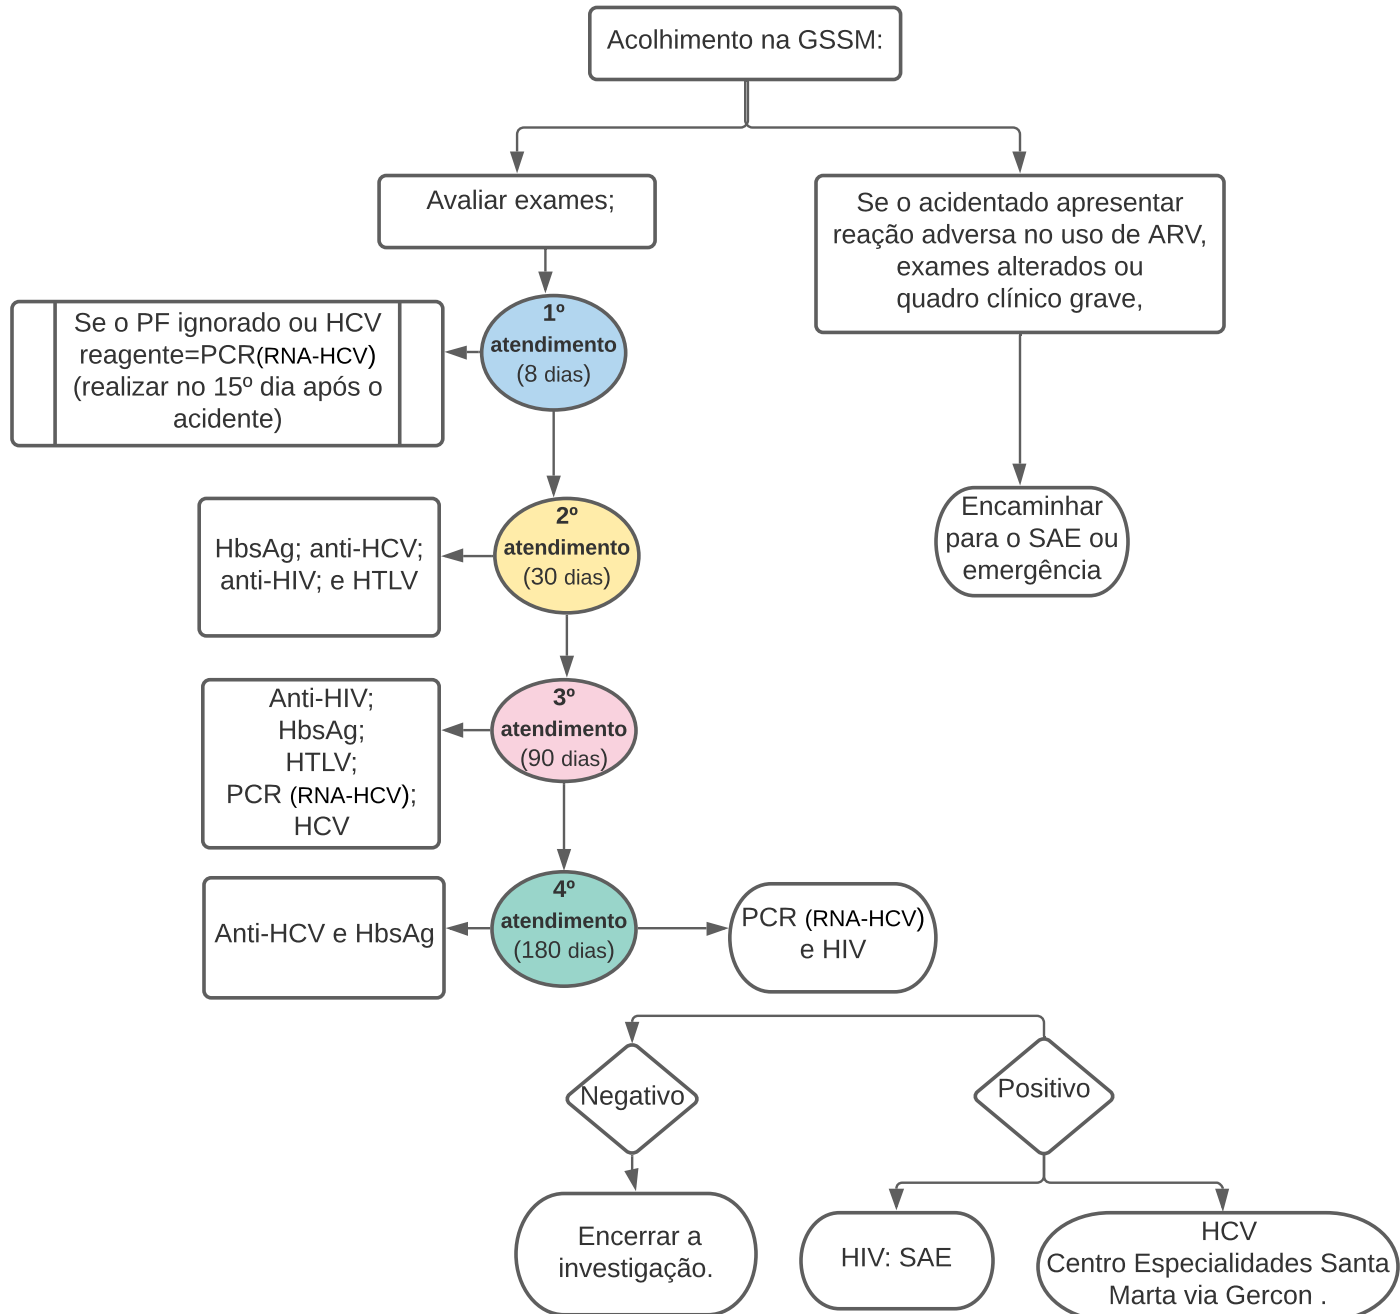 Acolhimento na GSSM:
Avaliar exames;
Se o acidentado apresentar
reação adversa no uso de ARV,
exames alterados ou
quadro clínico grave,
Encaminhar
para o SAE ou
emergência
1º
atendimento
(8 dias)
Se o PF ignorado ou HCV
reagente=PCR(RNA-HCV)
(realizar no 15º dia após o
acidente)
2º
atendimento
(30 dias)
HbsAg; anti-HCV;
anti-HIV; e HTLV
3º
atendimento
(90 dias)
Anti-HIV;
HbsAg;
HTLV;
PCR (RNA-HCV);
HCV
4º
atendimento
(180 dias)
Anti-HCV e HbsAg
PCR (RNA-HCV)
e HIV
Negativo
Positivo
Encerrar a
investigação.
HIV: SAE
HCV
Centro Especialidades Santa
Marta via Gercon .